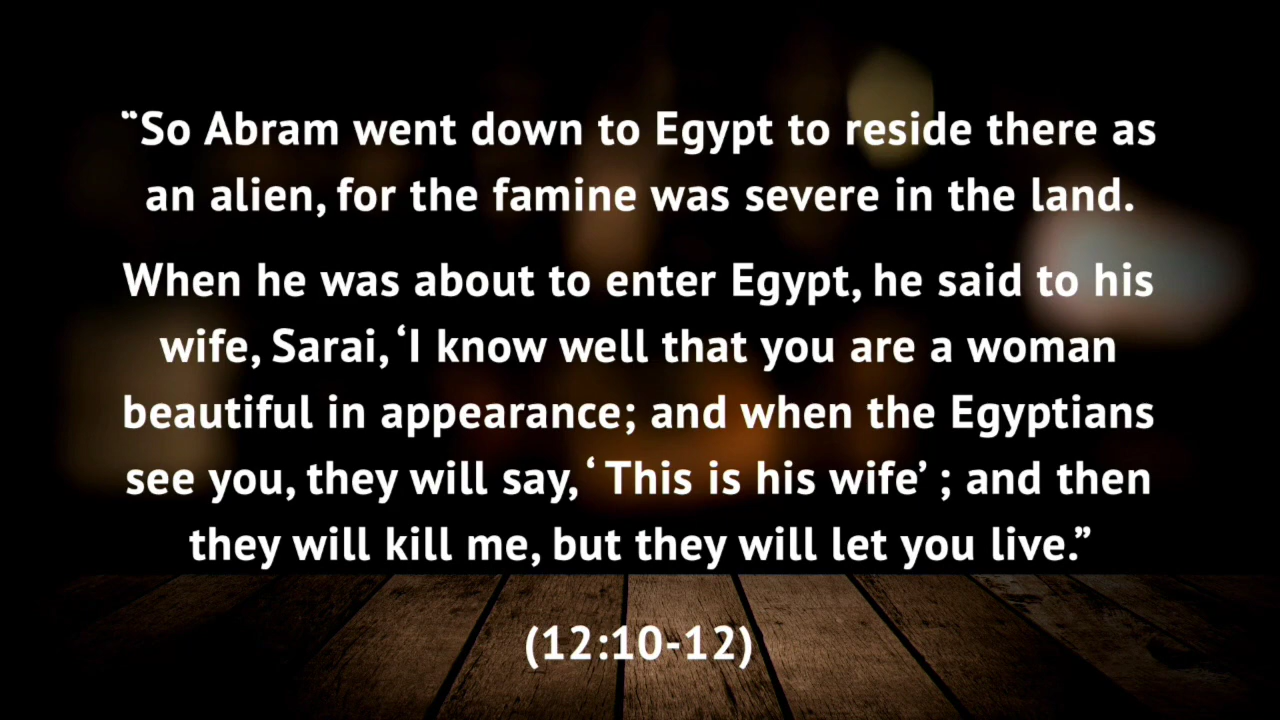 “So Abram went down to Egypt to reside there as
an alien, for the famine was severe in the land.
When he was about to enter Egypt, he said to his
wife, Sarai, ‘I know well that you are a woman
beautiful in appearance; and when the Egyptians
see you, they will say, ‘ This is his wife’ ; and then
they will kill me, but they will let you live.”
(12:10-12)